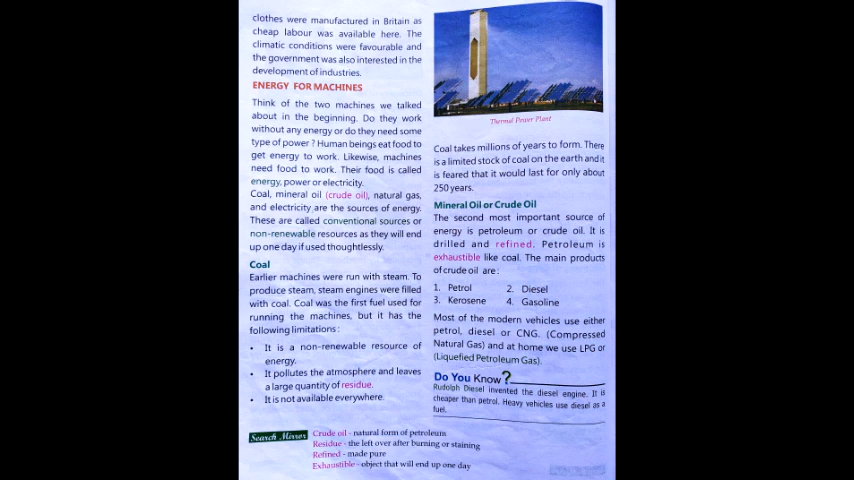 clothes were manufactured in Britain as
cheap labour was available here. The
climatic conditions were favourable and
the government was also interested in the
development of industries.
ENERGY FOR MACHINES
Think of the two machines we talked
about in the beginning. Do they work
without any energy or do they need some
type of power ? Human beings eat food to
get energy to work. Likewise, machines
need food to work. Their food is called
energy, power or electricity.
Coal, mineral oil (crude oil), natural gas,
and electricity are the sources of energy.
These are called conventional sources or
non-renewable resources as they will end
up one day if used thoughtlessly.
Coal
Earlier machines were run with steam. To
produce steam, steam engines were filled
with coal. Coal was the first fuel used for
running the machines, but it has the
following limitations :
• It is a non-renewable resource of
energy.
• It pollutes the atmosphere and leaves
a large quantity of residue.
• It is not available everywhere.
Thermal Power Plant
Coal takes millions of years to form. There
is a limited stock of coal on the earth and it
is feared that it would last for only about
250 years.
Mineral Oil or Crude Oil
The second most important source of
energy is petroleum or crude oil. It is
drilled and refined. Petroleum is
exhaustible like coal. The main products
of crude oil are :
1. Petrol 2. Diesel
3. Kerosene 4. Gasoline
Most of the modern vehicles use either
petrol, diesel or CNG. (Compressed
Natural Gas) and at home we use LPG or
(Liquefied Petroleum Gas).
Do You Know ?
Rudolph Diesel invented the diesel engine. It is
cheaper than petrol. Heavy vehicles use diesel as a
fuel.
Search Mirror
Crude oil - natural form of petroleum
Residue - the left over after burning or staining
Refined - made pure
Exhaustible - object that will end up one day